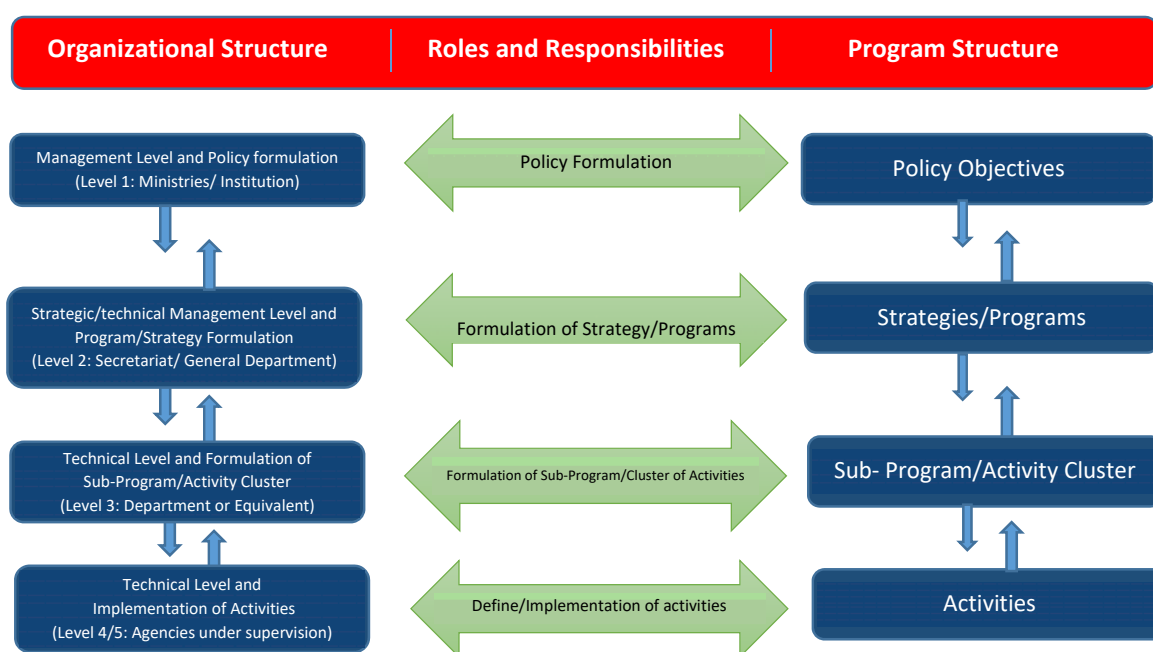 Organizational Structure
Roles and Responsibilities
Program Structure
Management Level and Policy formulation
(Level 1: Ministries/ Institution)
Policy Formulation
Policy Objectives
Strategic/technical Management Level and
Program/Strategy Formulation
(Level 2: Secretariat/ General Department)
Formulation of Strategy/Programs
Strategies/Programs
Technical Level and Formulation of
Sub-Program/Activity Cluster
(Level 3: Department or Equivalent)
Formulation of Sub-Program/Cluster of Activities
Sub- Program/Activity Cluster
Technical Level and
Implementation of Activities
(Level 4/5: Agencies under supervision)
Define/Implementation of activities
Activities